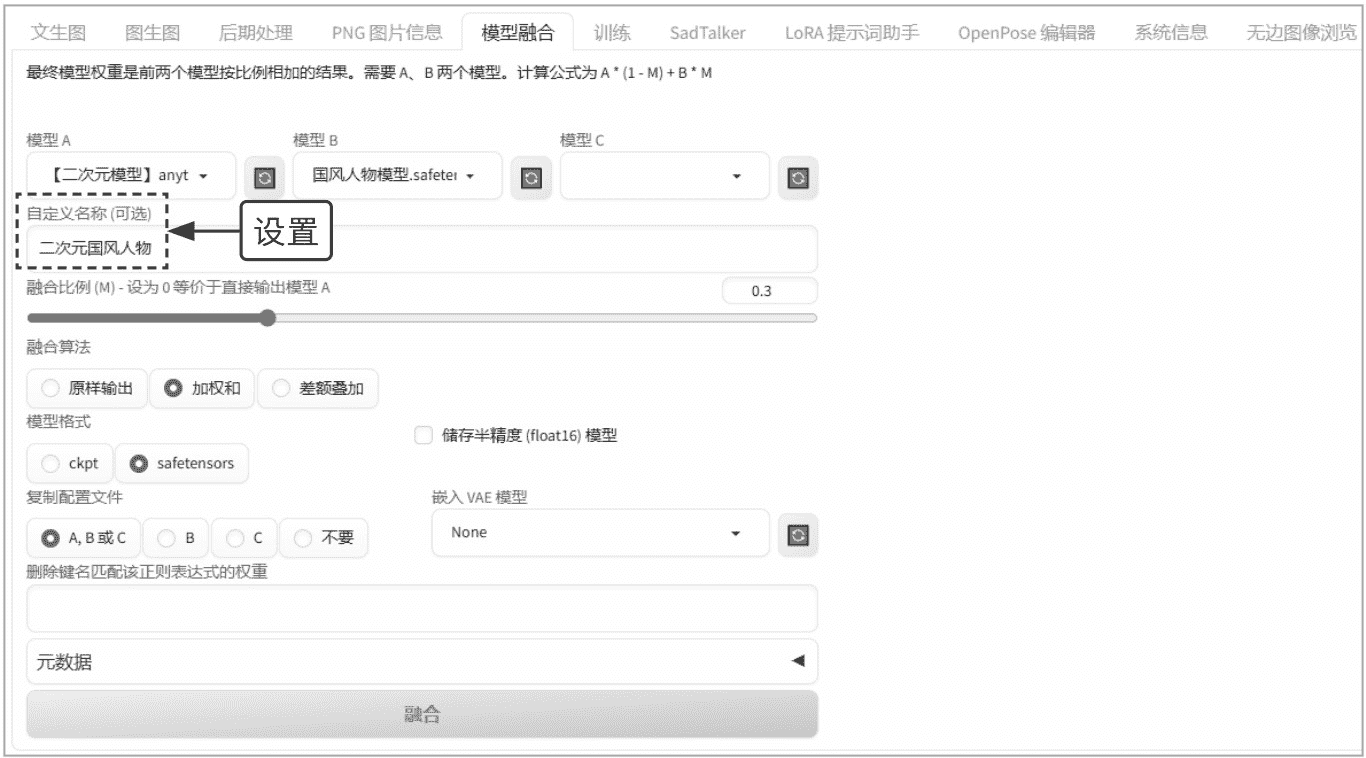 文生图 图生图 后期处理 PNG 图片信息 模型融合 训练 SadTalker LoRA 提示词助手 OpenPose 编辑器 系统信息 无边图像浏览
最终模型权重是前两个模型按比例相加的结果。需要 A、B 两个模型。计算公式为 A * (1 - M) + B * M
模型 A 模型 B 模型 C
【二次元模型】anyt 国风人物模型.safeter
自定义名称 (可选)
设置
二次元国风人物
融合比例 (M) - 设为 0 等价于直接输出模型 A 0.3
融合算法
原样输出 加权和 差额叠加
模型格式
储存半精度 (float16) 模型
ckpt safetensors
复制配置文件 嵌入 VAE 模型
A, B 或 C B C 不要 None
删除键名匹配该正则表达式的权重
元数据
融合